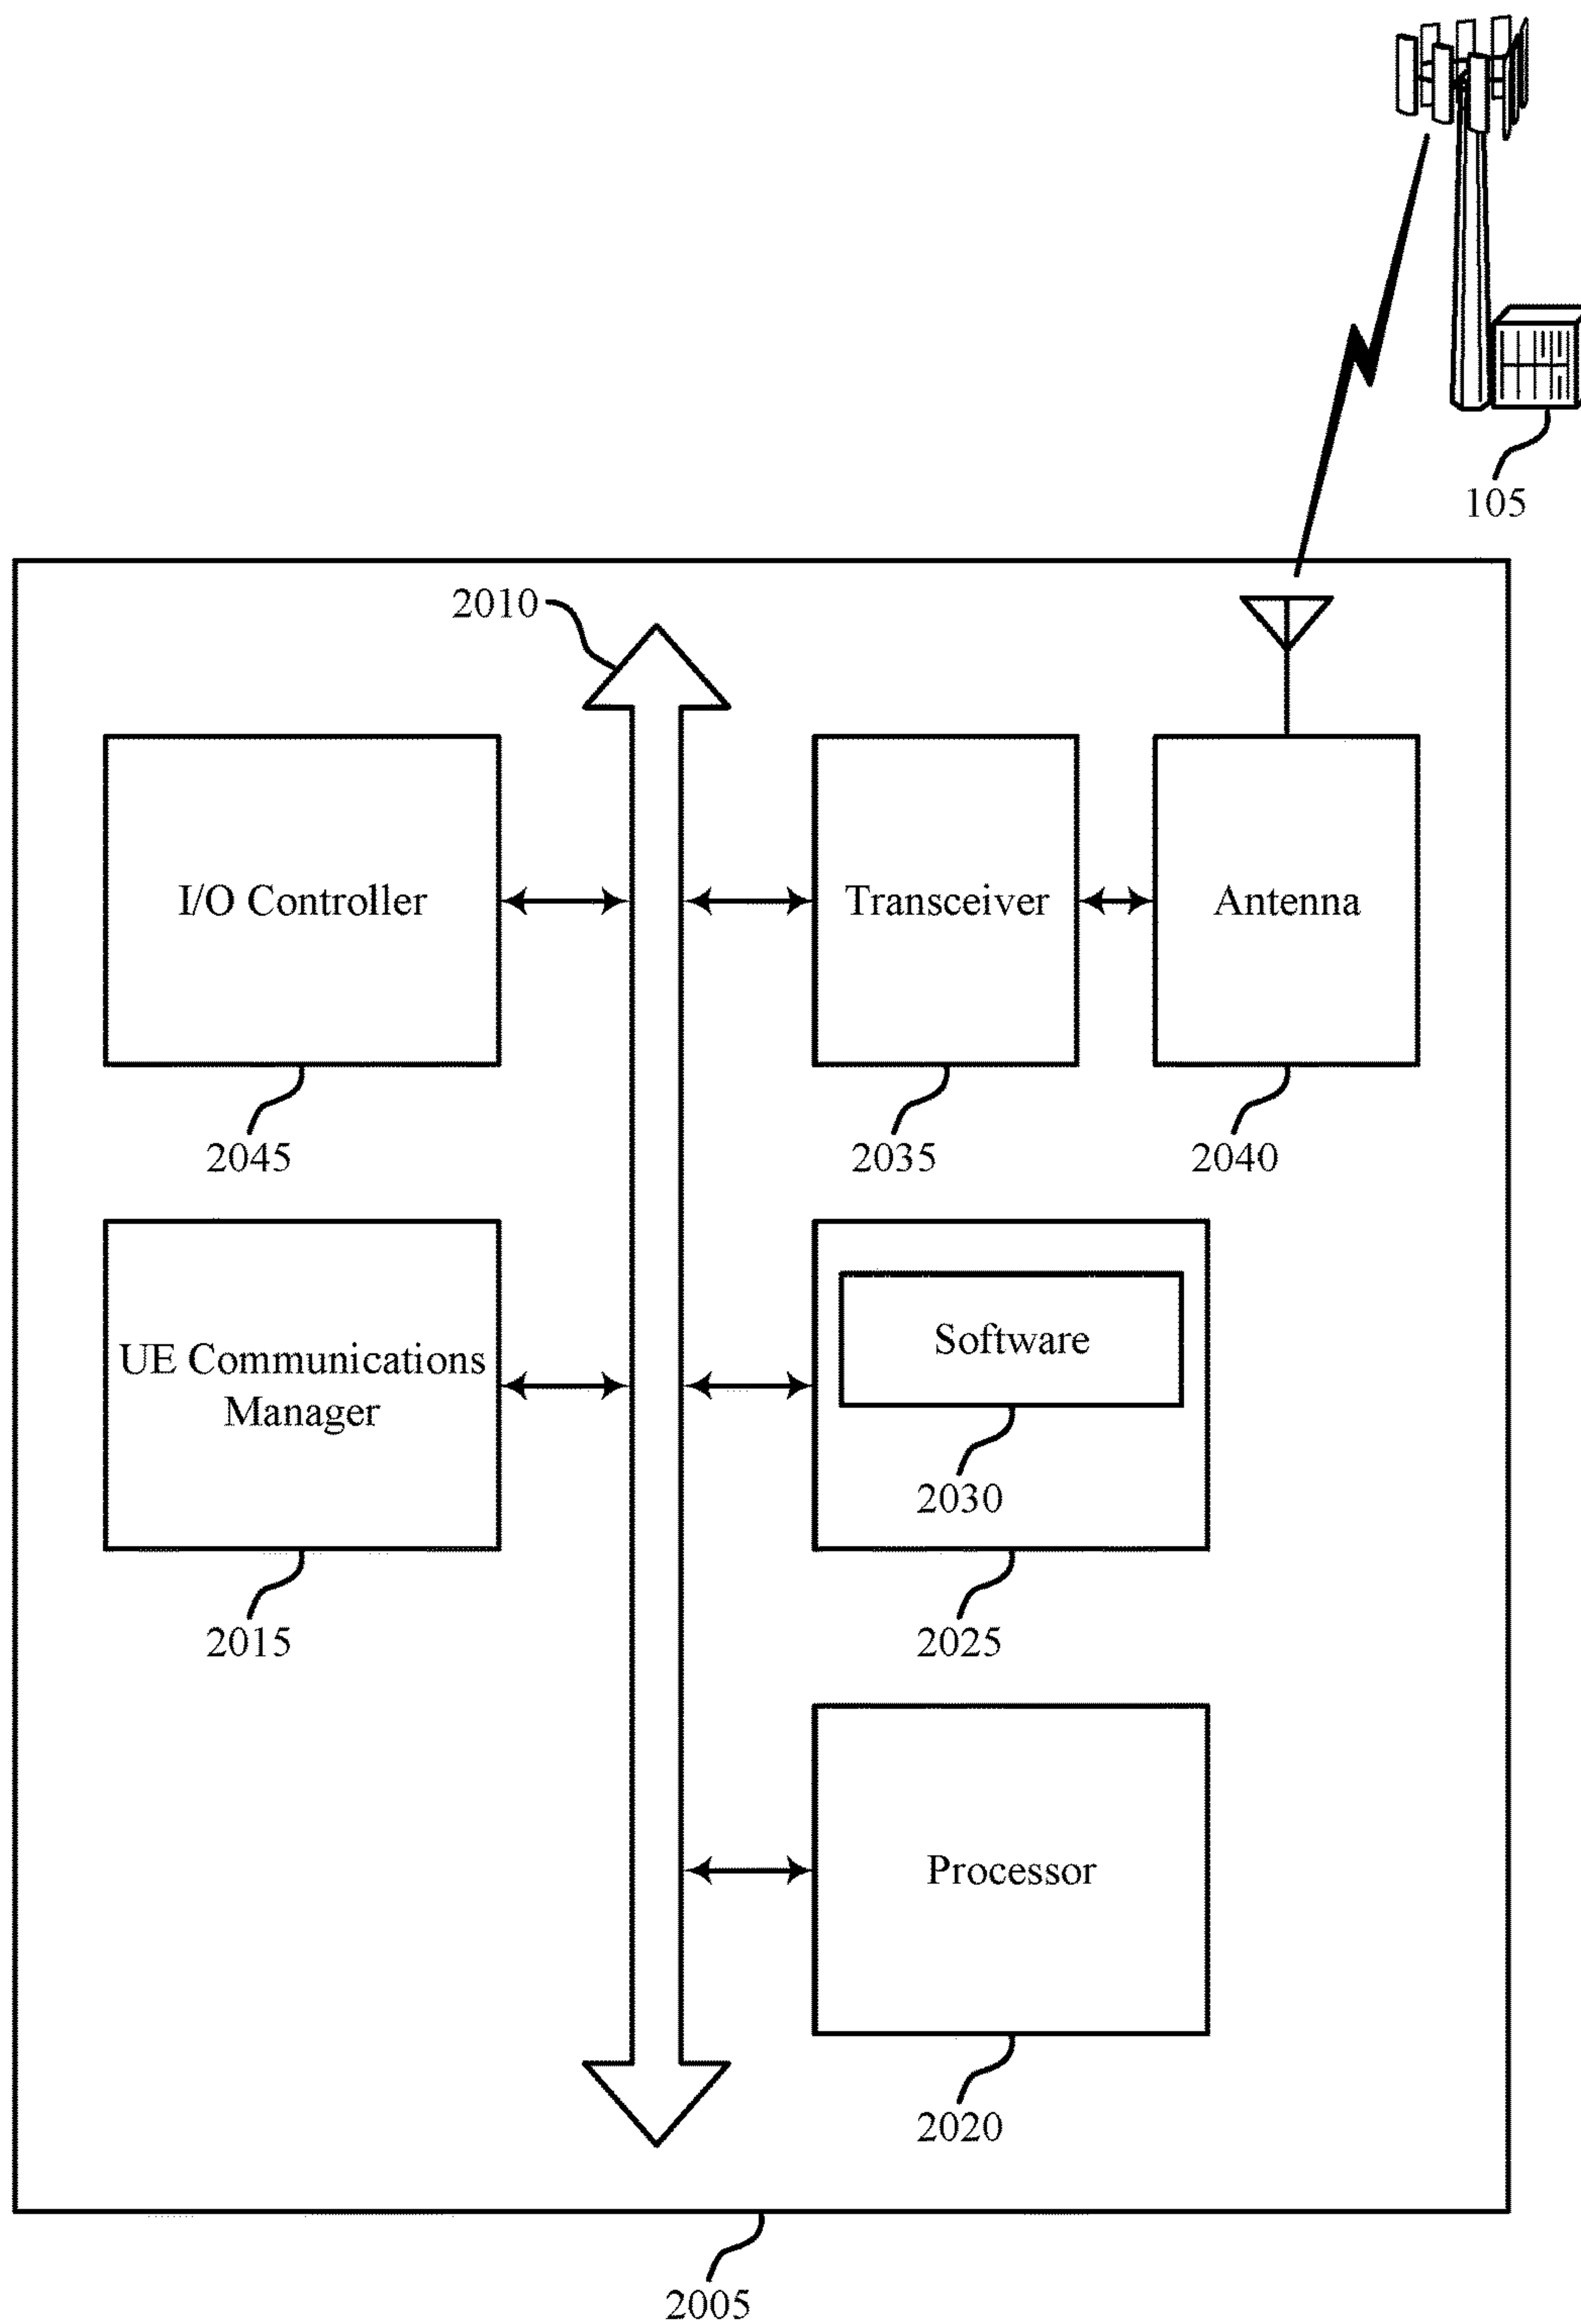 105
2010
I/O Controller
Transceiver
Antenna
2045
2035
2040
UE Communications
Manager
Software
2030
2015
2025
Processor
2020
2005